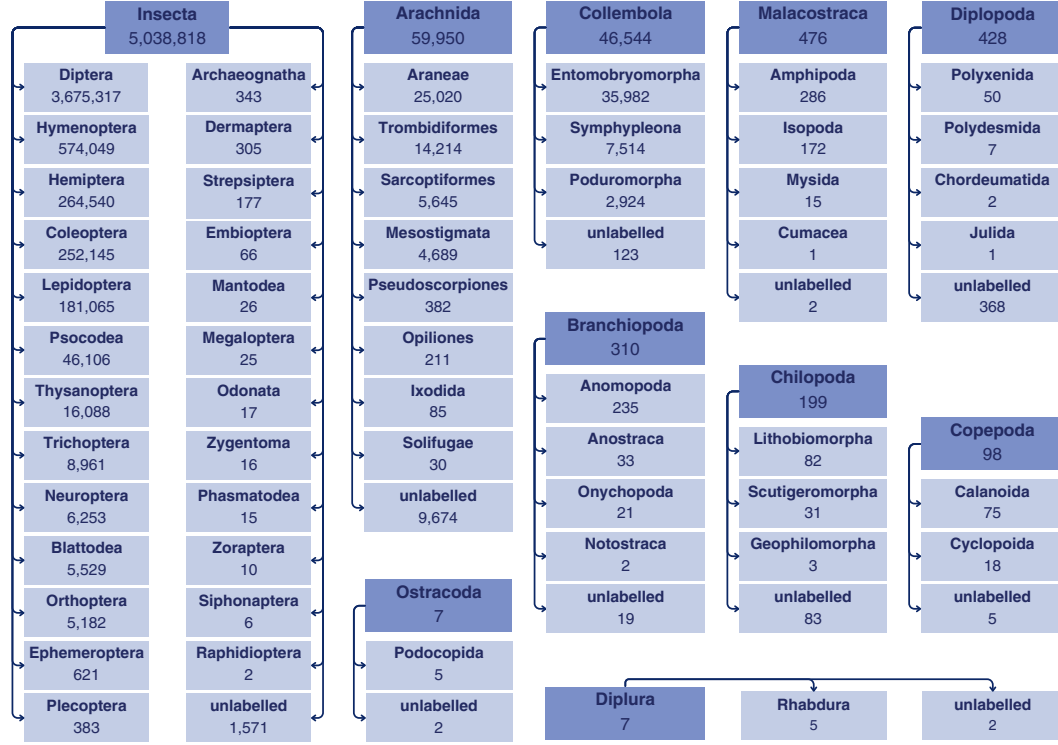 Insecta
5,038,818
Diptera
3,675,317
Hymenoptera
574,049
Hemiptera
264,540
Coleoptera
252,145
Lepidoptera
181,065
Psocodea
46,106
Thysanoptera
16,088
Trichoptera
8,961
Neuroptera
6,253
Blattodea
5,529
Orthoptera
5,182
Ephemeroptera
621
Plecoptera
383
Archaeognatha
343
Dermaptera
305
Strepsiptera
177
Embioptera
66
Mantodea
26
Megaloptera
25
Odonata
17
Zygentoma
16
Phasmatodea
15
Zoraptera
10
Siphonaptera
6
Raphidioptera
2
unlabelled
1,571
Arachnida
59,950
Araneae
25,020
Trombidiformes
14,214
Sarcoptiformes
5,645
Mesostigmata
4,689
Pseudoscorpiones
382
Opiliones
211
Ixodida
85
Solifugae
30
unlabelled
9,674
Ostracoda
7
Podocopida
5
unlabelled
2
Collembola
46,544
Entomobryomorpha
35,982
Symphypleona
7,514
Poduromorpha
2,924
unlabelled
123
Branchiopoda
310
Anomopoda
235
Anostraca
33
Onychopoda
21
Notostraca
2
unlabelled
19
Malacostraca
476
Amphipoda
286
Isopoda
172
Mysida
15
Cumacea
1
unlabelled
2
Chilopoda
199
Lithobiomorpha
82
Scutigeromorpha
31
Geophilomorpha
3
unlabelled
83
Diplopoda
428
Polyxenida
50
Polydesmida
7
Chordeumatida
2
Julida
1
unlabelled
368
Copepoda
98
Calanoida
75
Cyclopoida
18
unlabelled
5
Diplura
7
Rhabdura
5
unlabelled
2